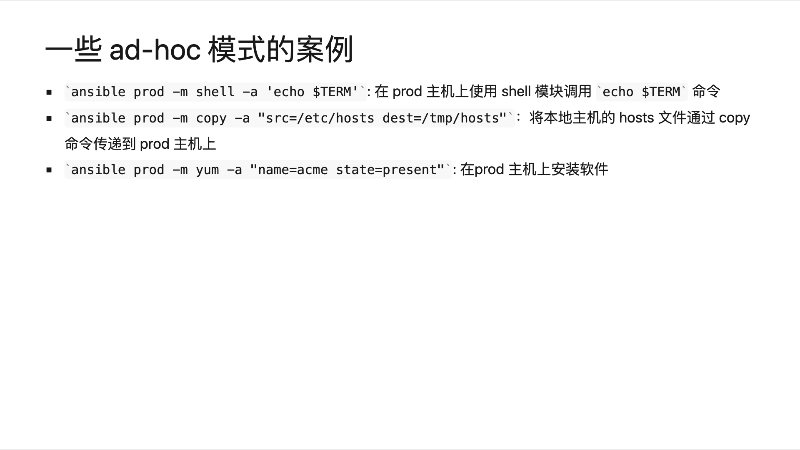 一些 ad-hoc 模式的案例
▪ `ansible prod -m shell -a 'echo $TERM'`: 在 prod 主机上使用 shell 模块调用 `echo $TERM` 命令
▪ `ansible prod -m copy -a "src=/etc/hosts dest=/tmp/hosts"`： 将本地主机的 hosts 文件通过 copy
命令传递到 prod 主机上
▪ `ansible prod -m yum -a "name=acme state=present"`: 在prod 主机上安装软件